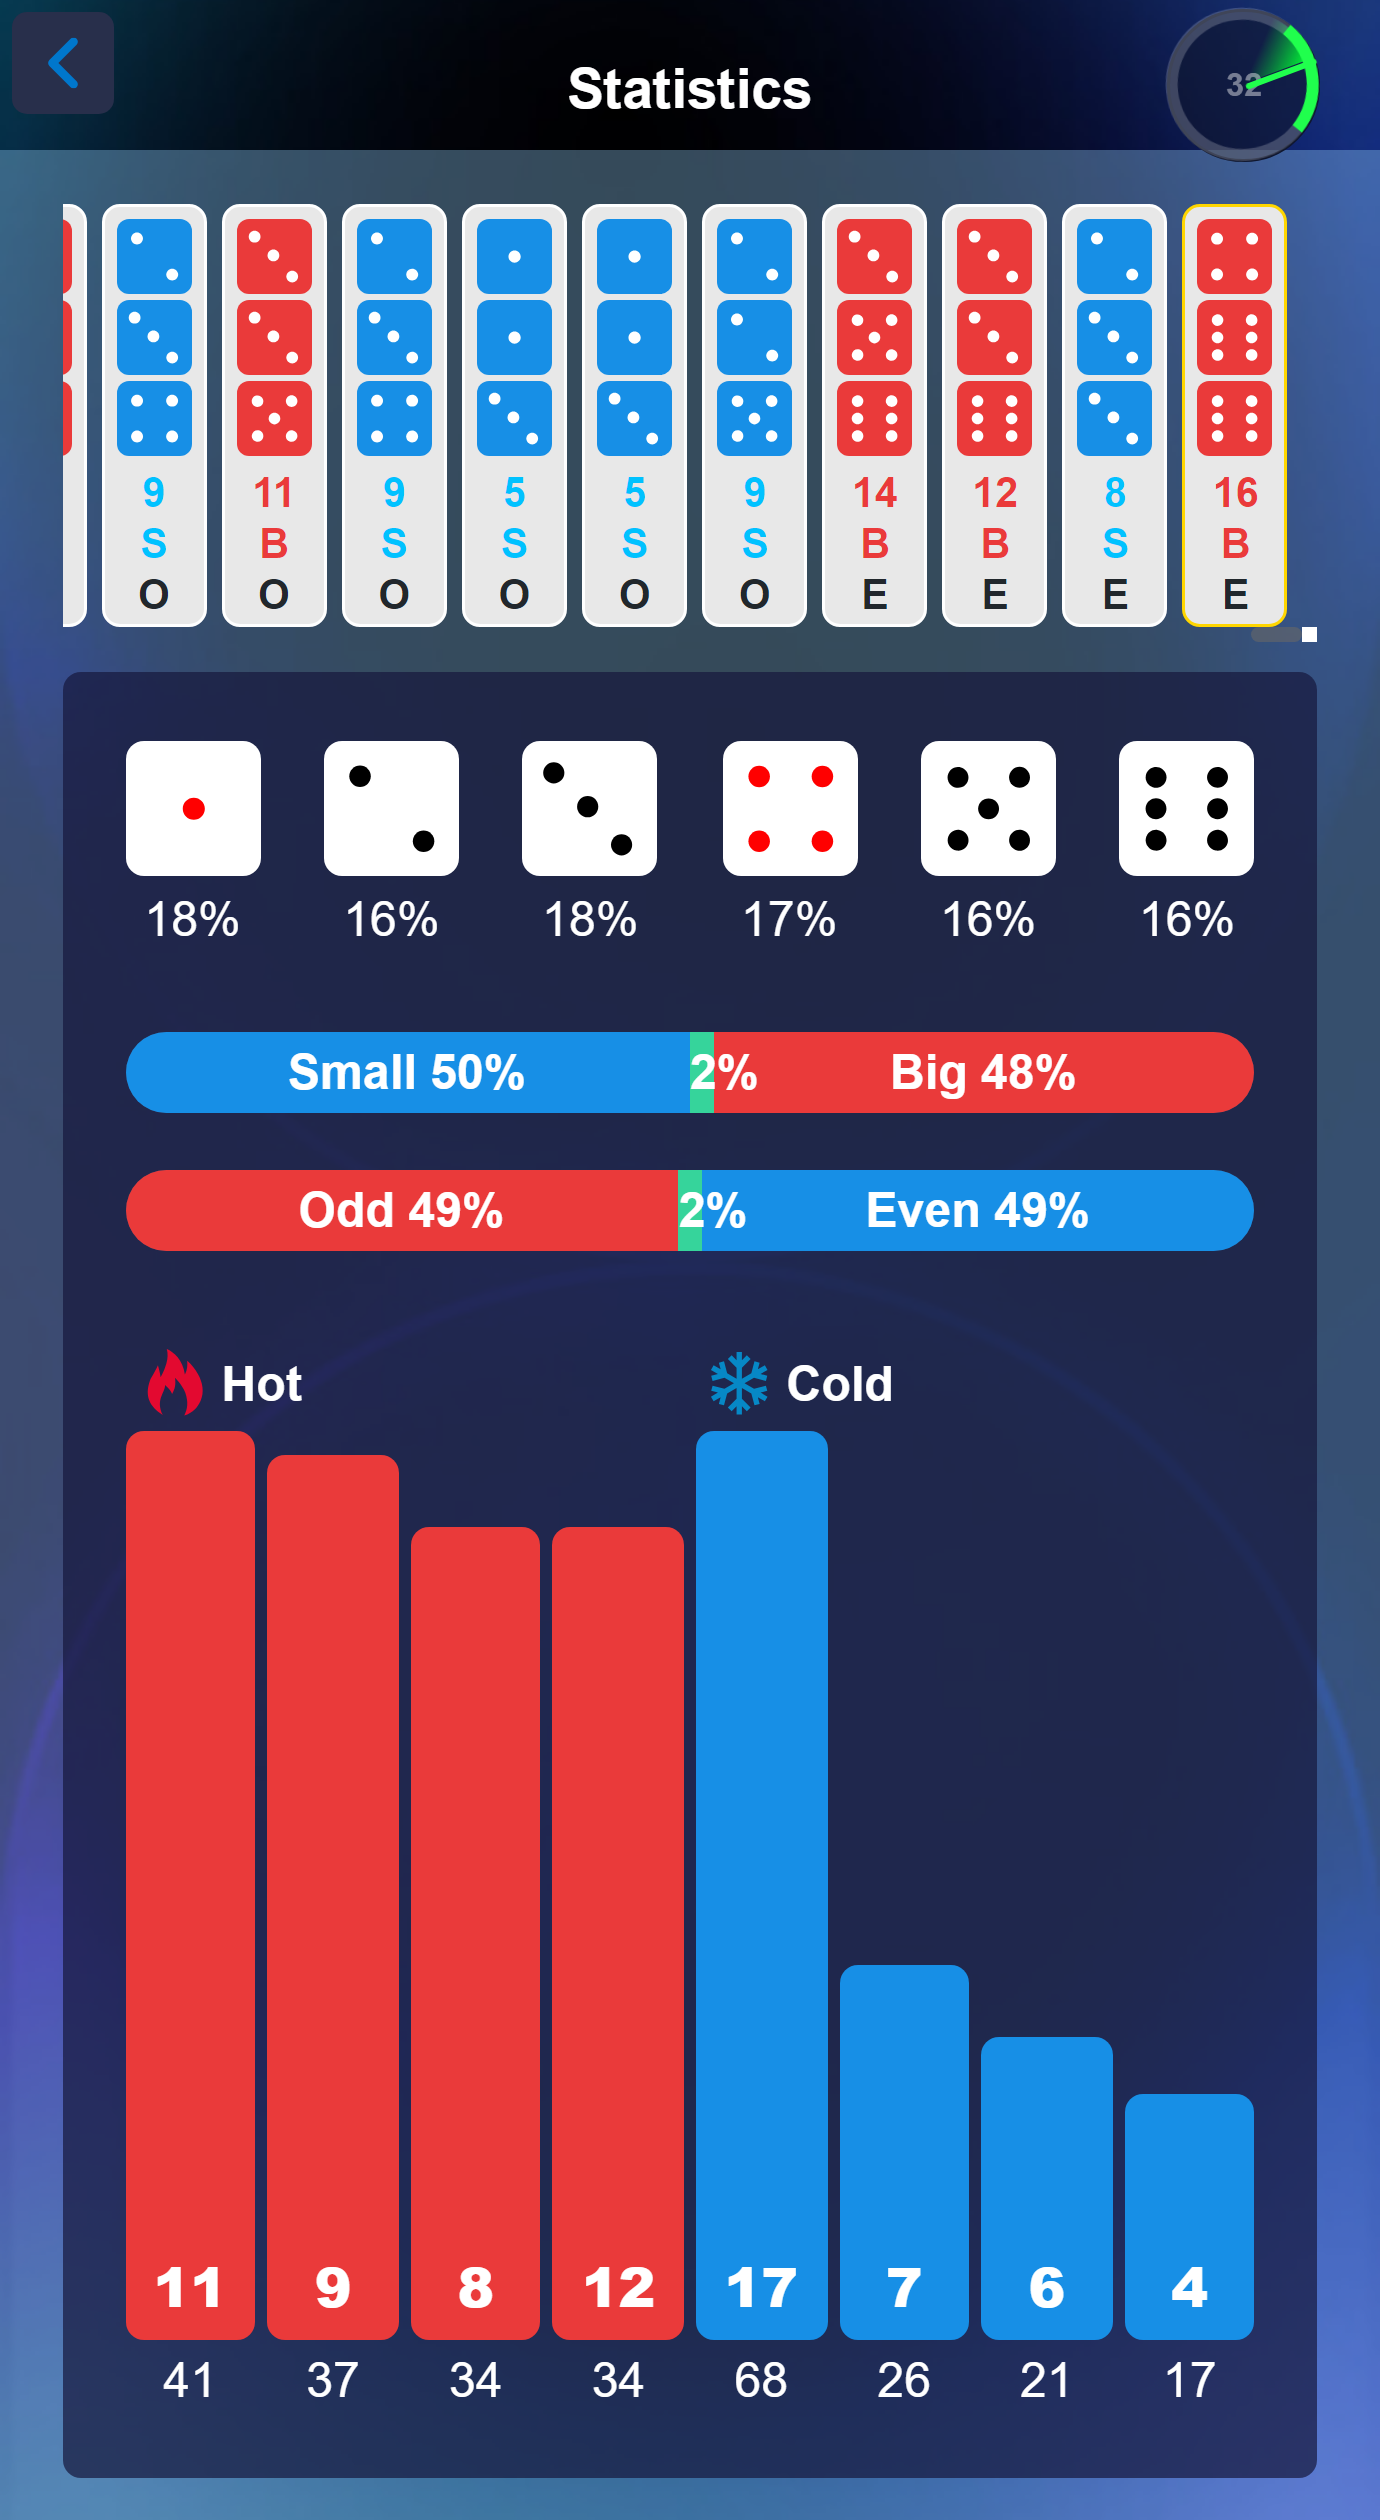 Statistics
32
9 11 9 5 5 9 14 12 8 16
S B S S S S B B S B
O O O O O O E E E E
18% 16% 18% 17% 16% 16%
Small 50% 2% Big 48%
Odd 49% 2% Even 49%
Hot Cold
11 9 8 12 17 7 6 4
41 37 34 34 68 26 21 17